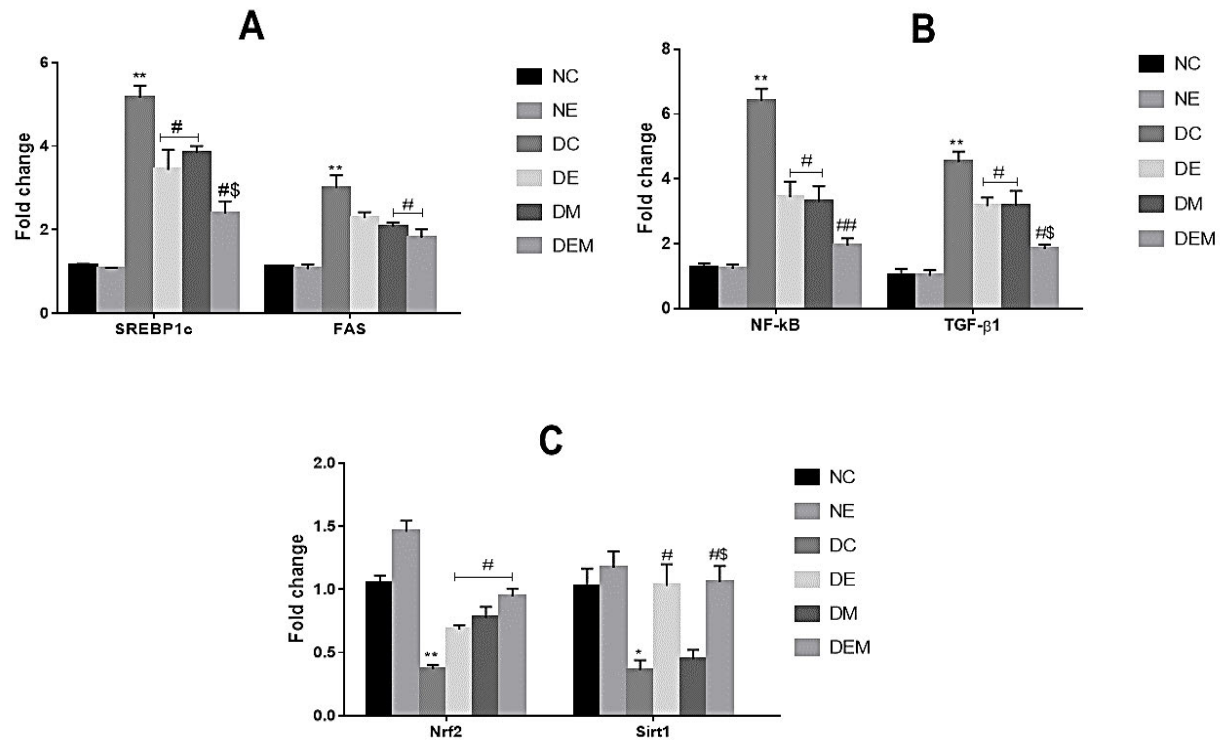 A
Fold change
6
4
2
0
**
#
#$
**
#
SREBP1c
FAS
NC
NE
DC
DE
DM
DEM
B
Fold change
8
6
4
2
0
**
#
##
**
#
#$
NF-kB
TGF-β1
NC
NE
DC
DE
DM
DEM
C
Fold change
2.0
1.5
1.0
0.5
0.0
**
#
*
#
#$
Nrf2
Sirt1
NC
NE
DC
DE
DM
DEM